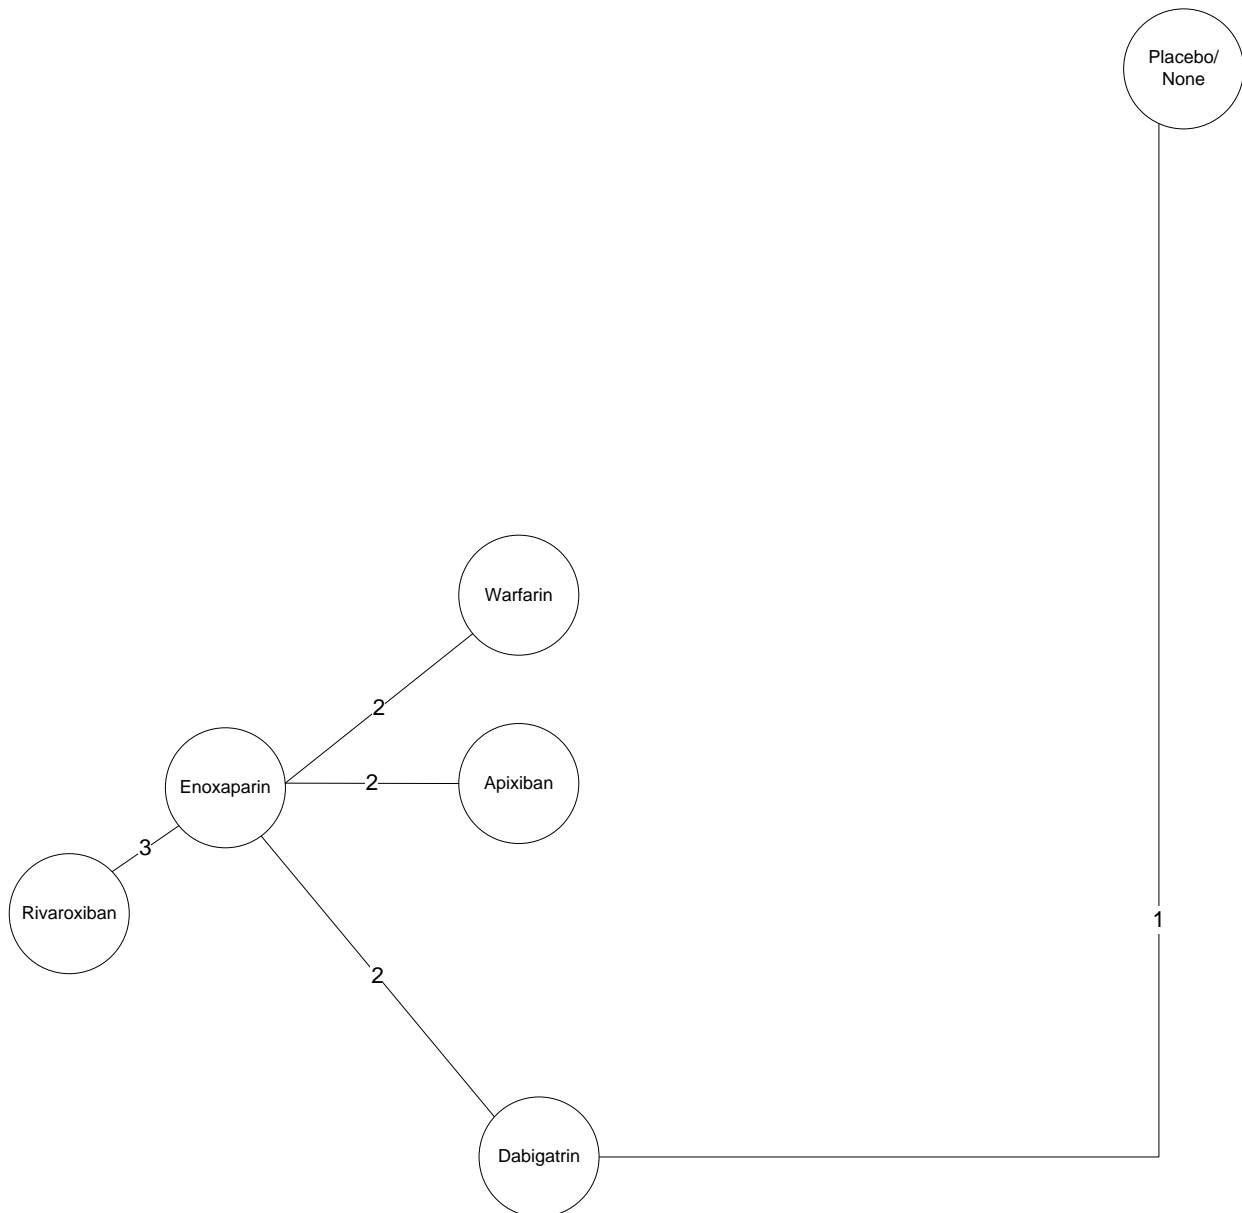 Placebo/
None
Warfarin
2
Enoxaparin
2
Apixiban
3
Rivaroxiban
1
2
Dabigatrin